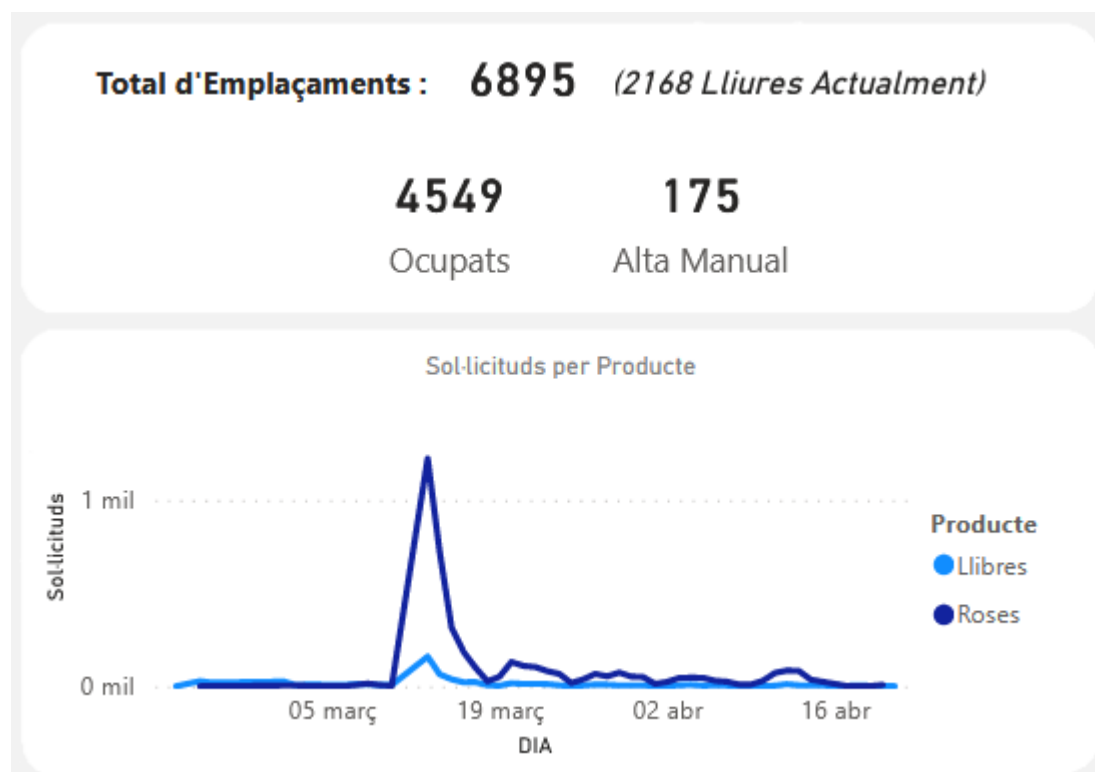 Total d'Emplaçaments : 6895 (2168 Lliures Actualment)
4549 175
Ocupats Alta Manual
Sol·licituds per Producte
Sol·licituds
1 mil
0 mil
05 març 19 març 02 abr 16 abr
DIA
Producte
Llibres
Roses